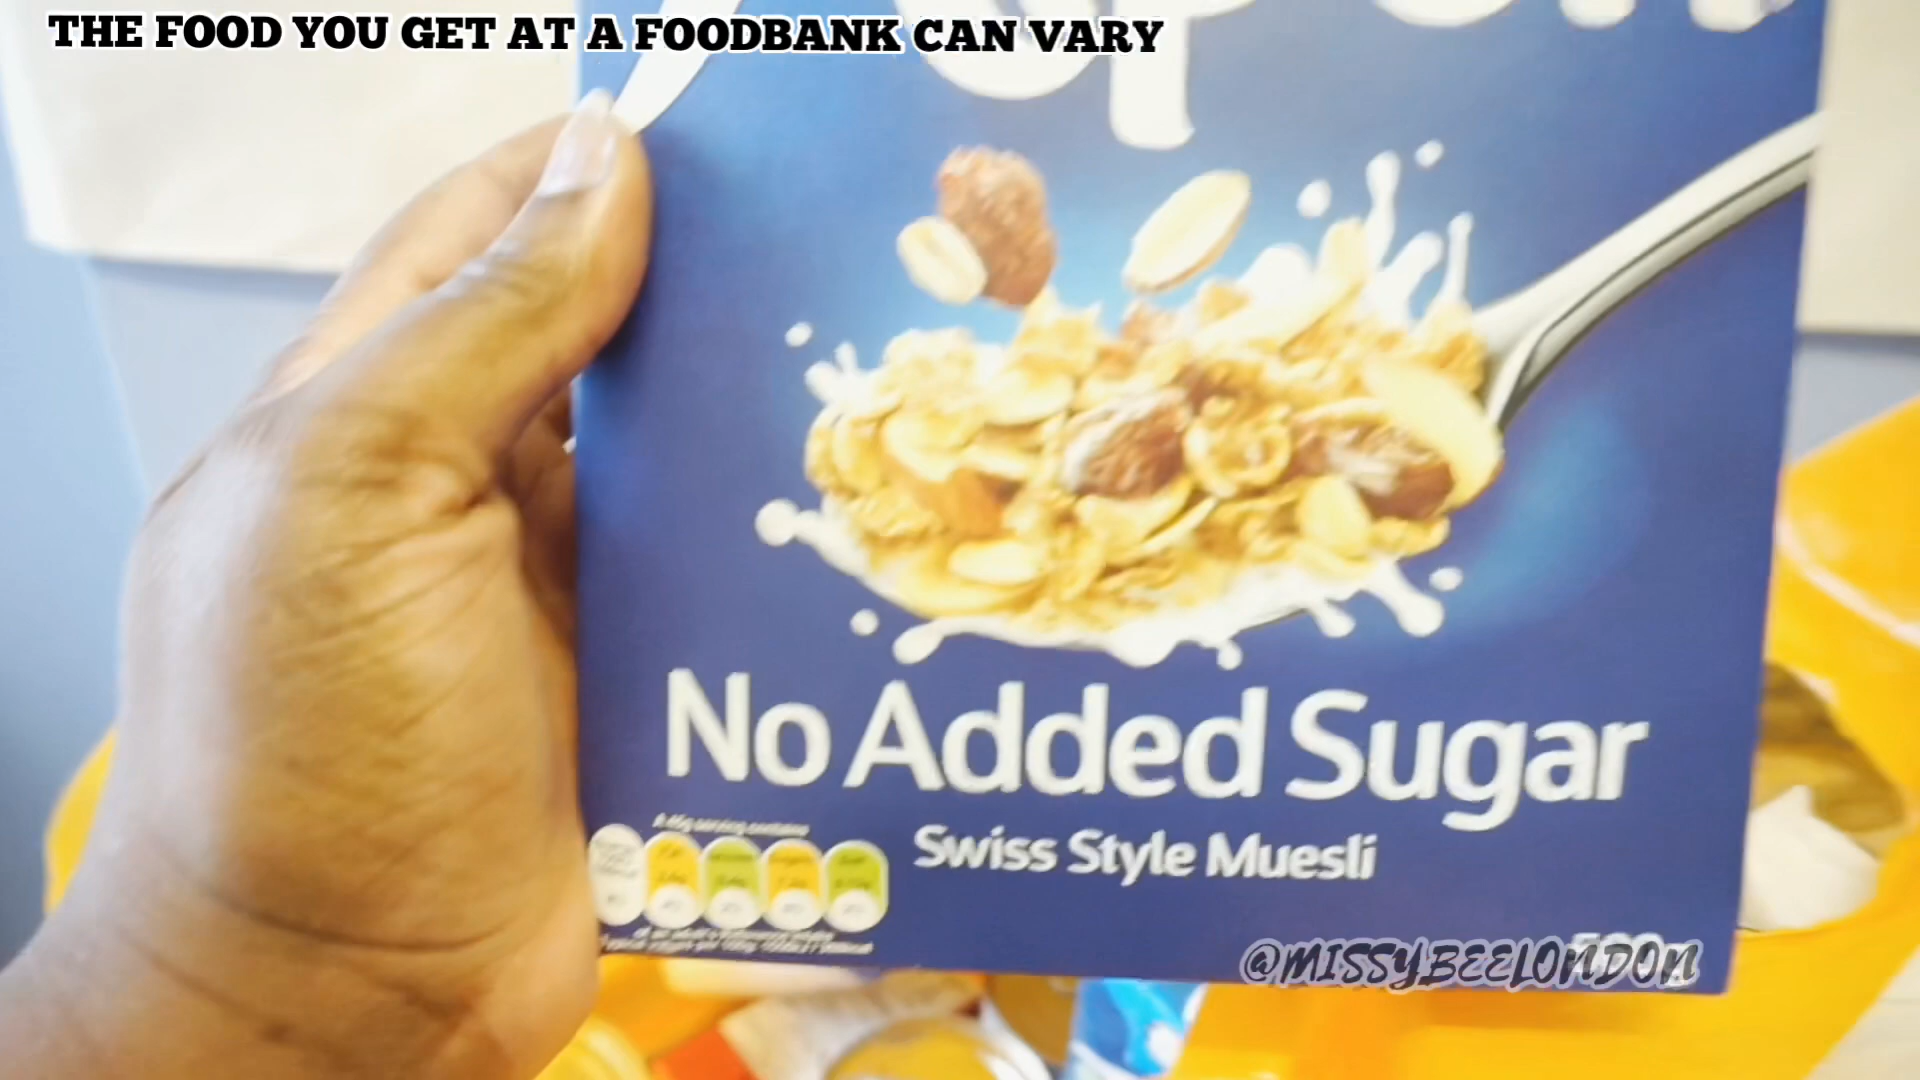 THE FOOD YOU GET AT A FOODBANK CAN VARY
No Added Sugar
Swiss Style Muesli
@MISSYBEELONDON